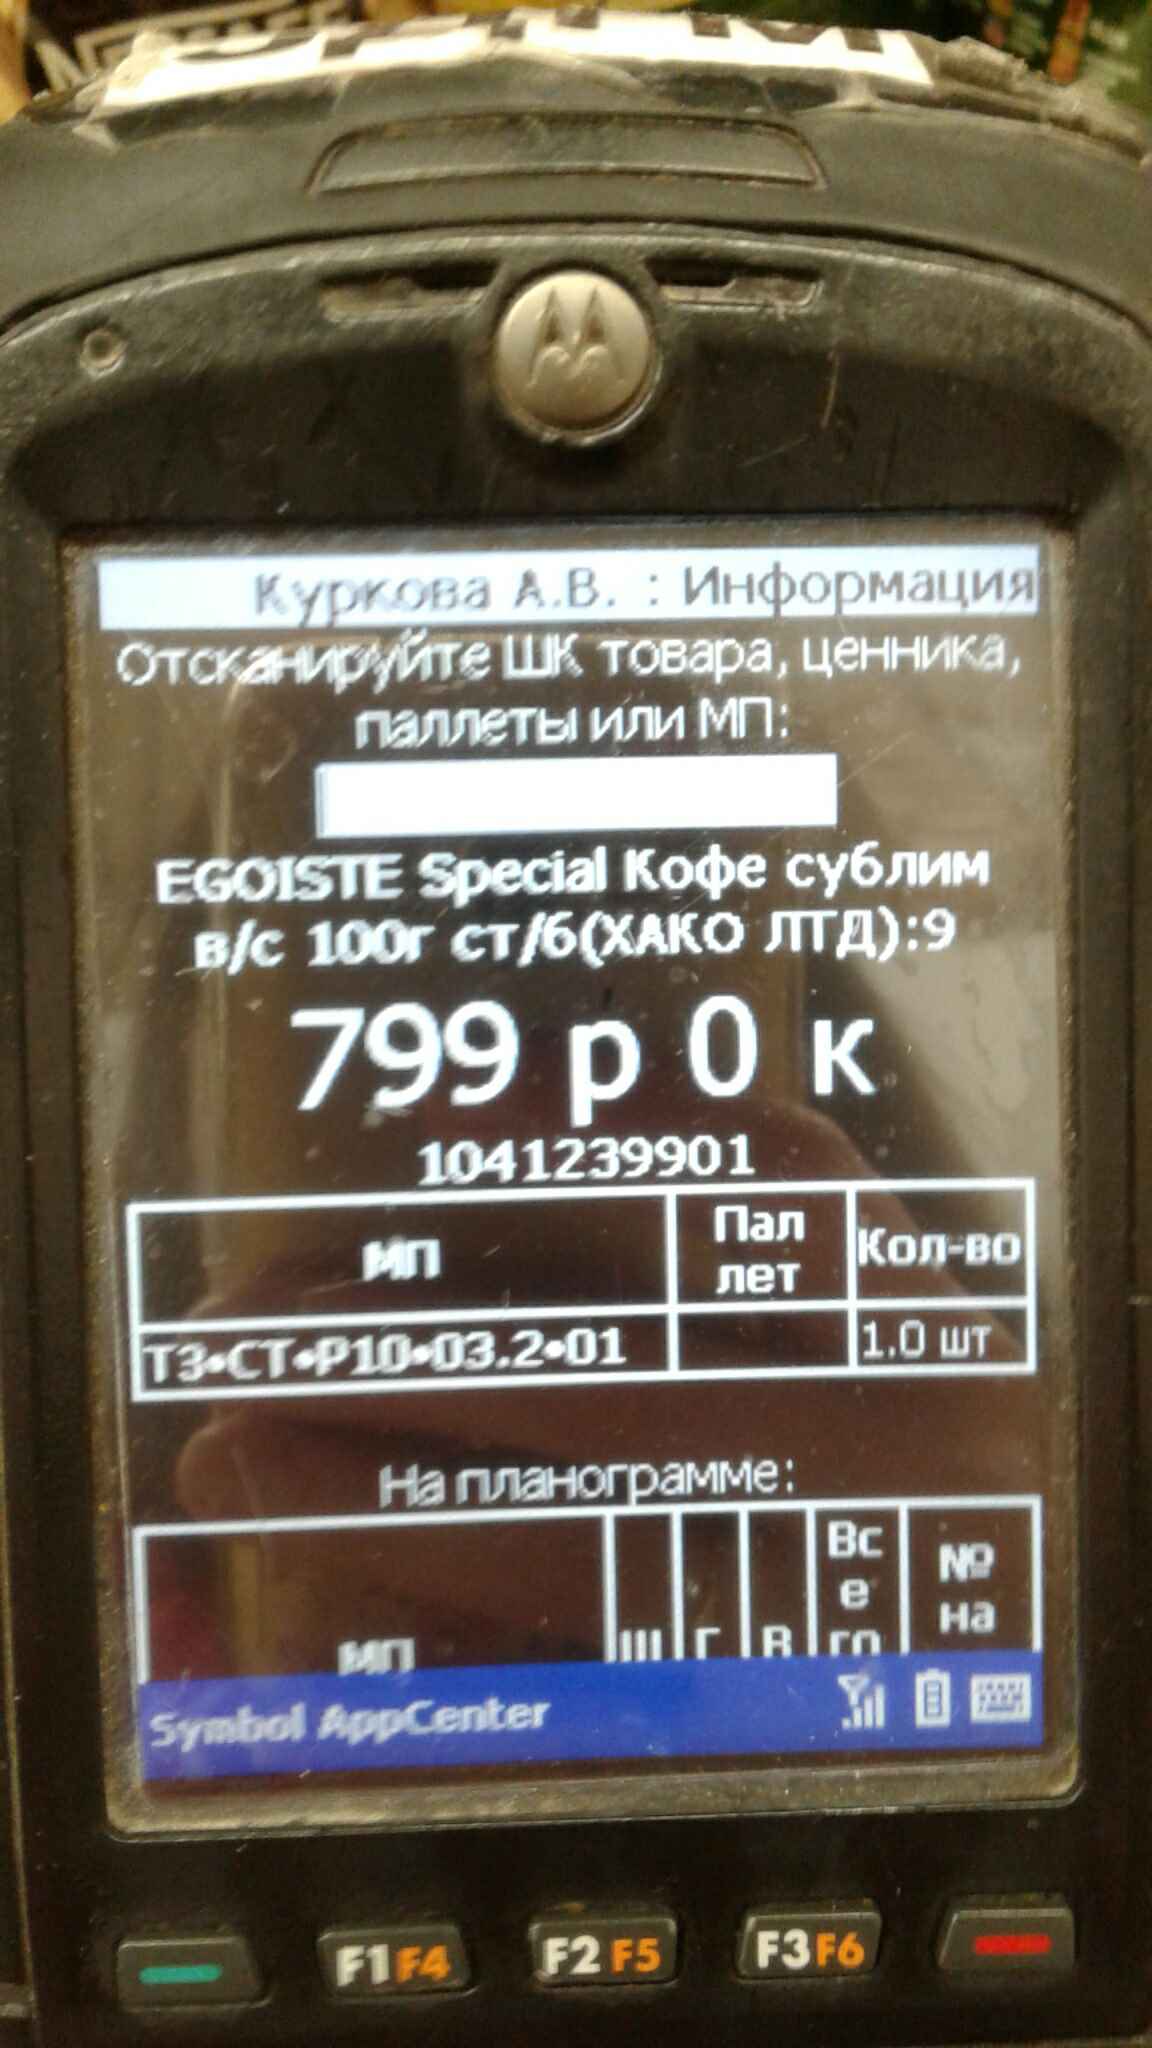 Куркова А.В. : Информация
Отсканируйте ШК товара, ценника,
паллеты или МП:
EGOISTE Special Кофе сублим
в/с 100г ст/б(ХАКО ЛТД):9
799 р 0 к
1041239901
МП Пал лет Кол-во
ТЗ•СТ•Р10•03.2•01 1.0 шт
На планограмме:
МП Ш Г В Вс е го № на
Symbol AppCenter
F1 F4 F2 F5 F3 F6